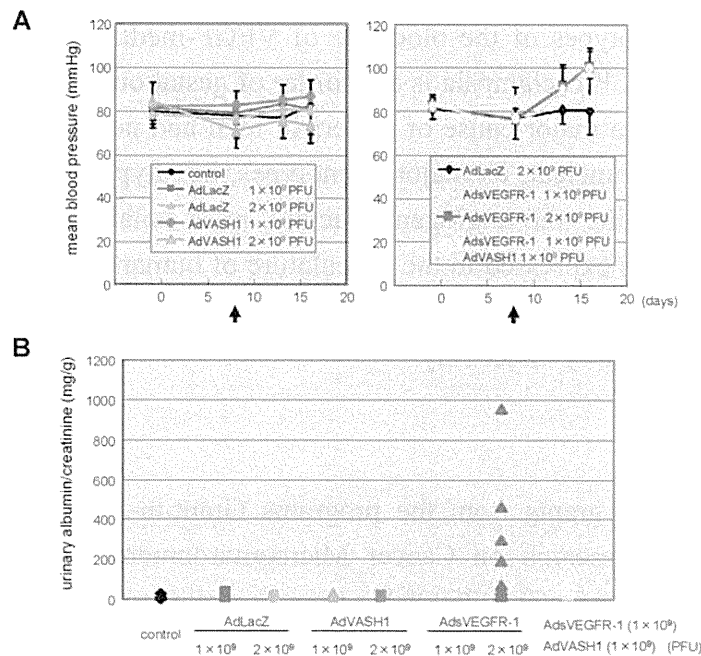 A
mean blood pressure (mmHg)
120
100
80
60
40
20
0
control
AdLacZ 1×10⁹ PFU
AdLacZ 2×10⁹ PFU
AdVASH1 1×10⁹ PFU
AdVASH1 2×10⁹ PFU
-5 0 5 10 15 20
120
100
80
60
40
20
0
AdLacZ 2×10⁹ PFU
AdsVEGFR-1 1×10⁹ PFU
AdsVEGFR-1 2×10⁹ PFU
AdsVEGFR-1 1×10⁹ PFU
AdVASH1 1×10⁹ PFU
0 5 10 15 20 (days)
B
urinary albumin/creatinine (mg/g)
1200
1000
800
600
400
200
0
control
AdLacZ AdVASH1 AdsVEGFR-1 AdsVEGFR-1 (1×10⁹)
1×10⁹ 2×10⁹ 1×10⁹ 2×10⁹ 1×10⁹ 2×10⁹ AdVASH1 (1×10⁹) (PFU)